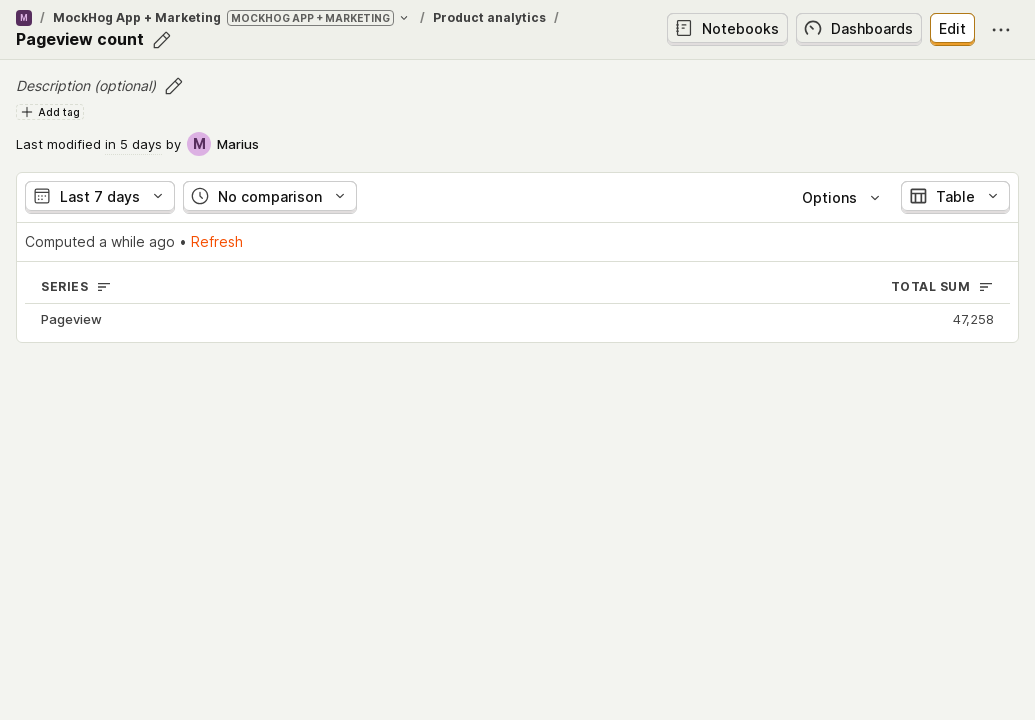 M / MockHog App + Marketing MOCKHOG APP + MARKETING / Product analytics /
Pageview count
Notebooks
Dashboards
Edit
Description (optional)
Add tag
Last modified in 5 days by M Marius
Last 7 days
No comparison
Options
Table
Computed a while ago • Refresh
SERIES TOTAL SUM
Pageview 47,258